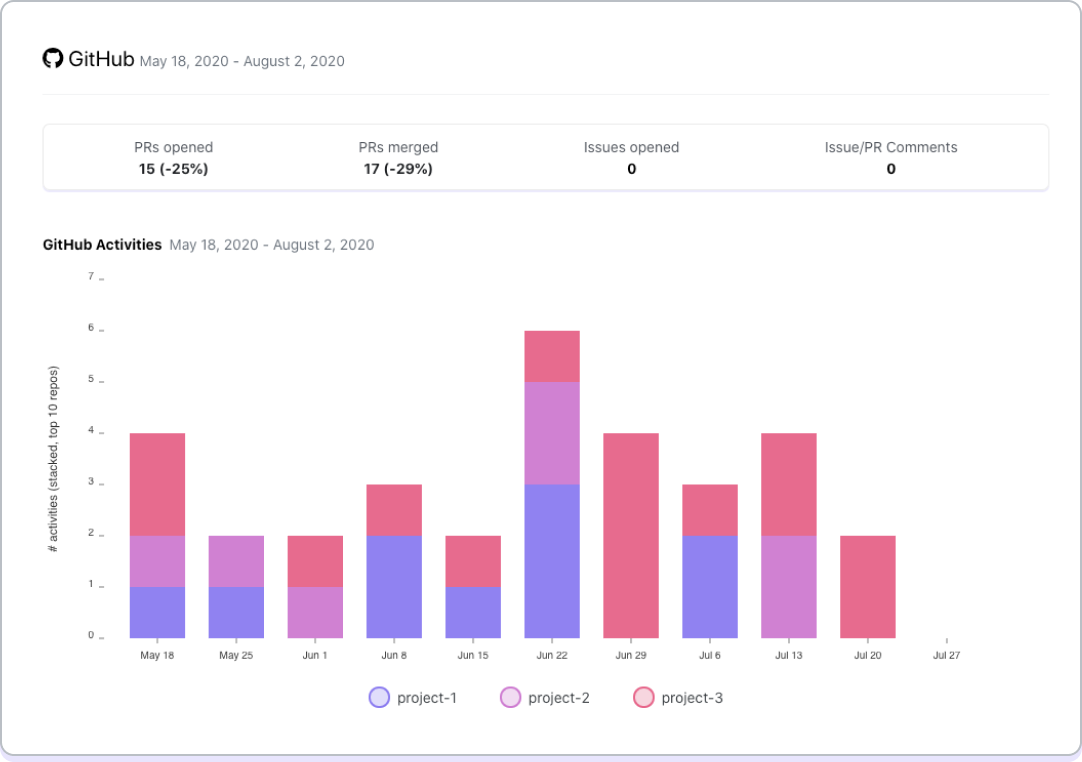 GitHub May 18, 2020 - August 2, 2020
PRs opened PRs merged Issues opened Issue/PR Comments
15 (-25%) 17 (-29%) 0 0
GitHub Activities May 18, 2020 - August 2, 2020
# activities (stacked, top 10 repos)
7
6
5
4
3
2
1
0
May 18 May 25 Jun 1 Jun 8 Jun 15 Jun 22 Jun 29 Jul 6 Jul 13 Jul 20 Jul 27
project-1 project-2 project-3